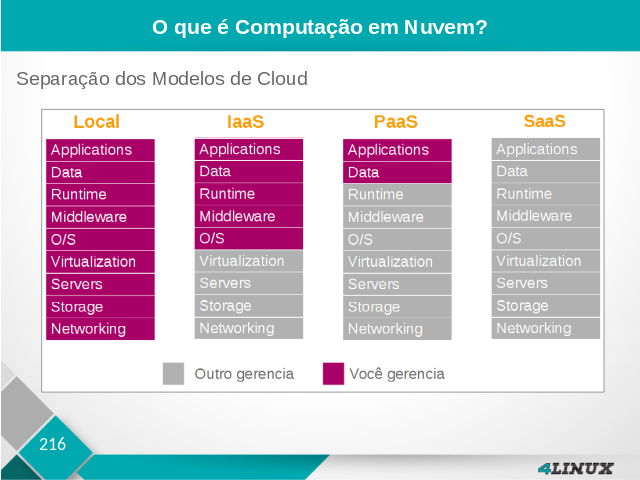 O que é Computação em Nuvem?
Separação dos Modelos de Cloud
Local IaaS PaaS SaaS
Applications Applications Applications Applications
Data Data Data Data
Runtime Runtime Runtime Runtime
Middleware Middleware Middleware Middleware
O/S O/S O/S O/S
Virtualization Virtualization Virtualization Virtualization
Servers Servers Servers Servers
Storage Storage Storage Storage
Networking Networking Networking Networking
Outro gerencia Você gerencia
216
4LINUX